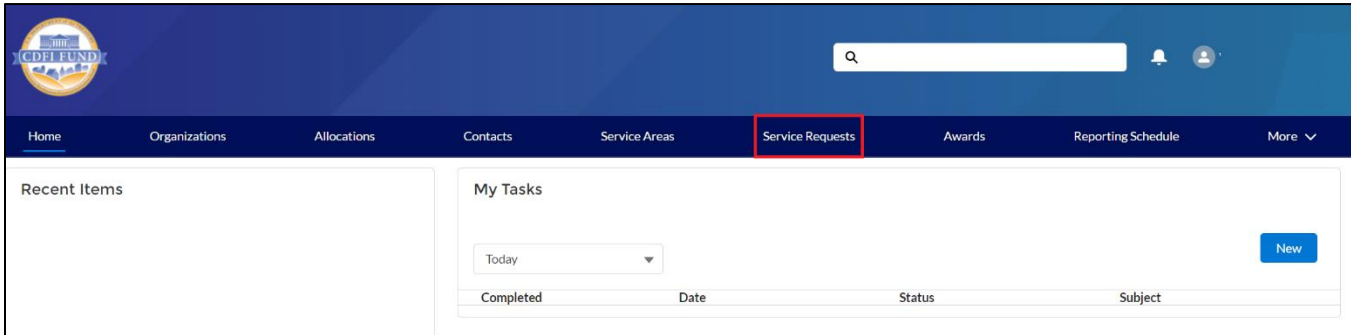 CDFI FUND
Home Organizations Allocations Contacts Service Areas Service Requests Awards Reporting Schedule More
Recent Items
My Tasks
Today
New
Completed Date Status Subject